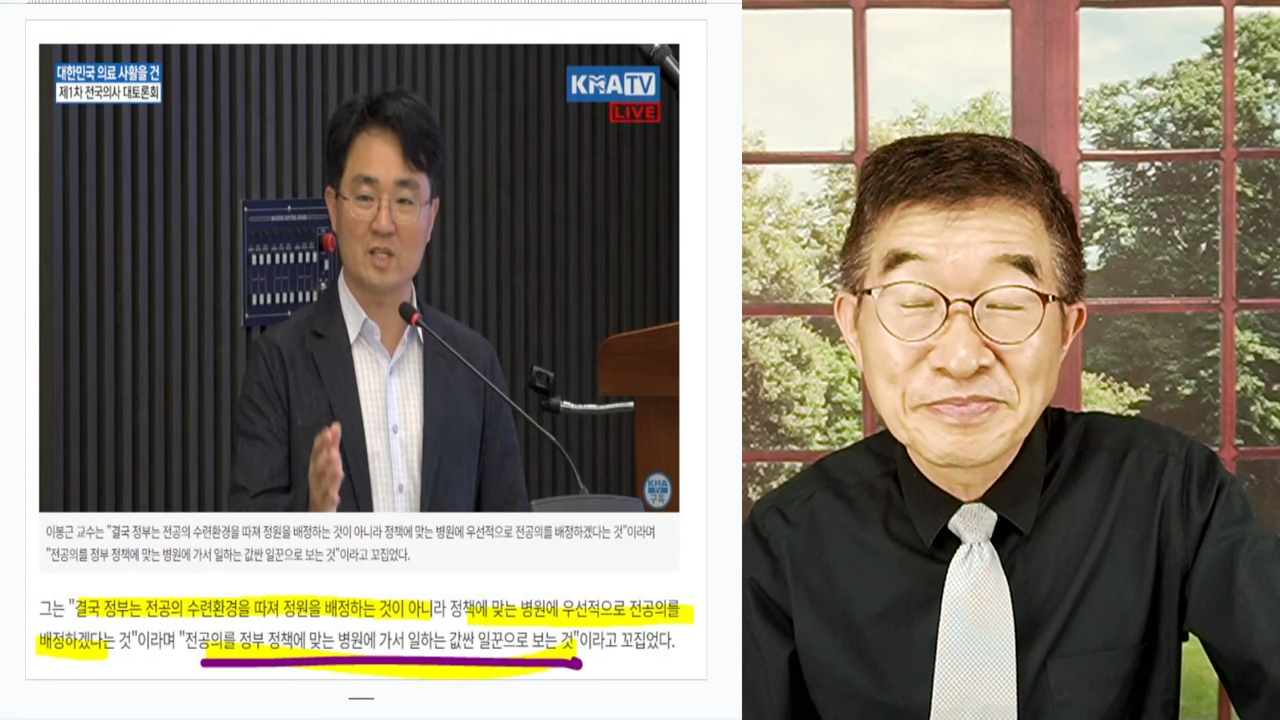 대한민국 의료 사활을 건
제1차 전국의사 대토론회
KMA TV
LIVE
KMA
TV
구독
이봉근 교수는 "결국 정부는 전공의 수련환경을 따져 정원을 배정하는 것이 아니라 정책에 맞는 병원에 우선적으로 전공의를 배정하겠다는 것"이라며
"전공의를 정부 정책에 맞는 병원에 가서 일하는 값싼 일꾼으로 보는 것"이라고 꼬집었다.
그는 "결국 정부는 전공의 수련환경을 따져 정원을 배정하는 것이 아니라 정책에 맞는 병원에 우선적으로 전공의를
배정하겠다는 것"이라며 "전공의를 정부 정책에 맞는 병원에 가서 일하는 값싼 일꾼으로 보는 것"이라고 꼬집었다.